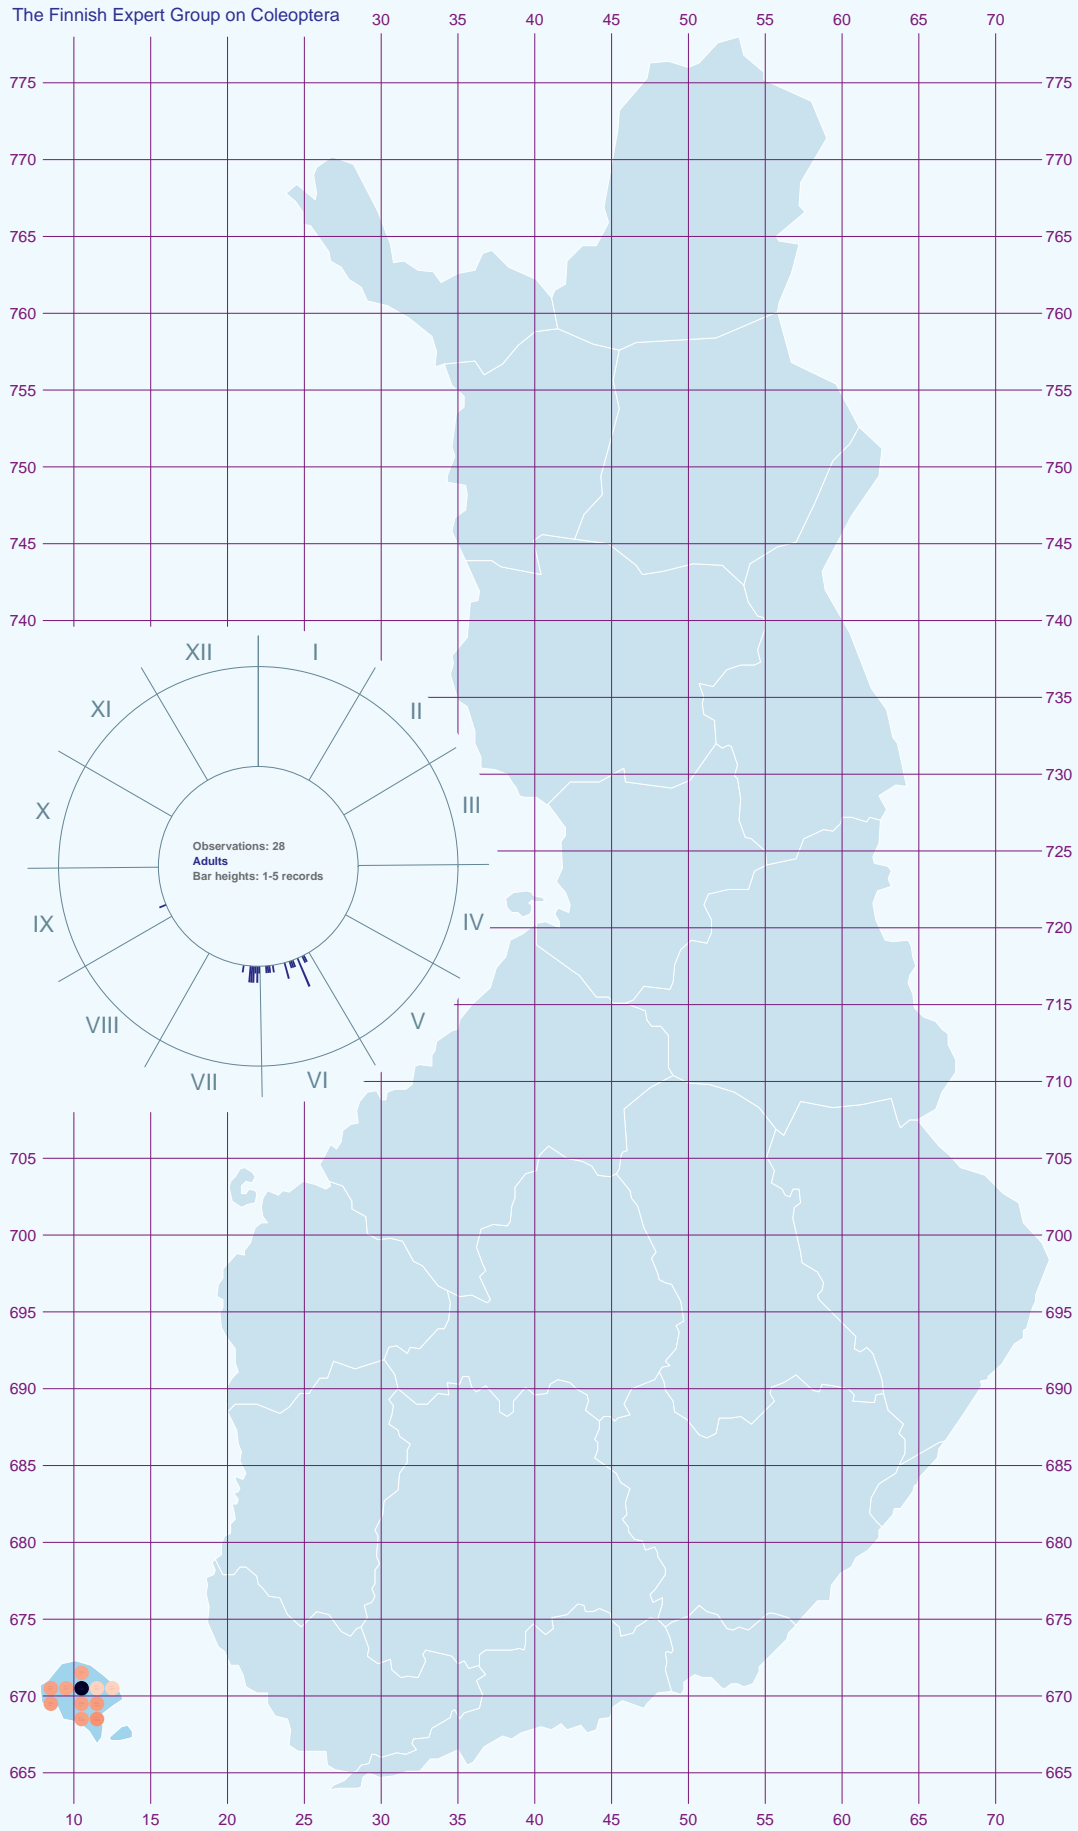 The Finnish Expert Group on Coleoptera
30 35 40 45 50 55 60 65 70
775 775
770 770
765 765
760 760
755 755
750 750
745 745
740 740
XII I
XI II
735
730
X III
725
Observations: 28
Adults
Bar heights: 1-5 records
IX IV
720
715
VIII V
VII VI
710
705 705
700 700
695 695
690 690
685 685
680 680
675 675
670 670
665 665
10 15 20 25 30 35 40 45 50 55 60 65 70